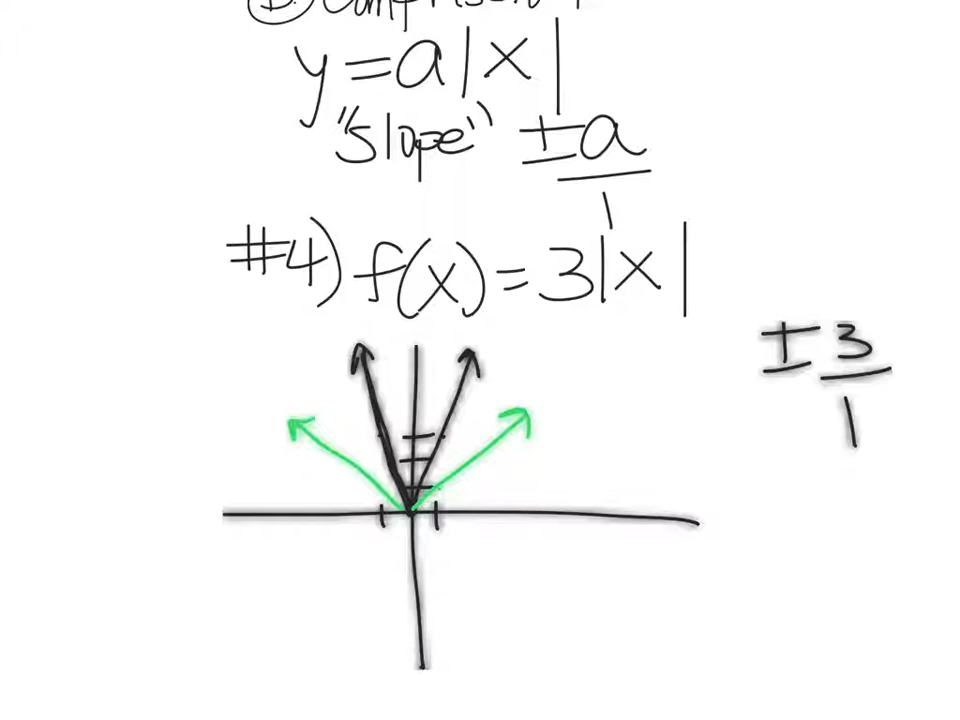 y = a|x|
"slope" ±a/1
#4) f(x) = 3|x|
±3/1